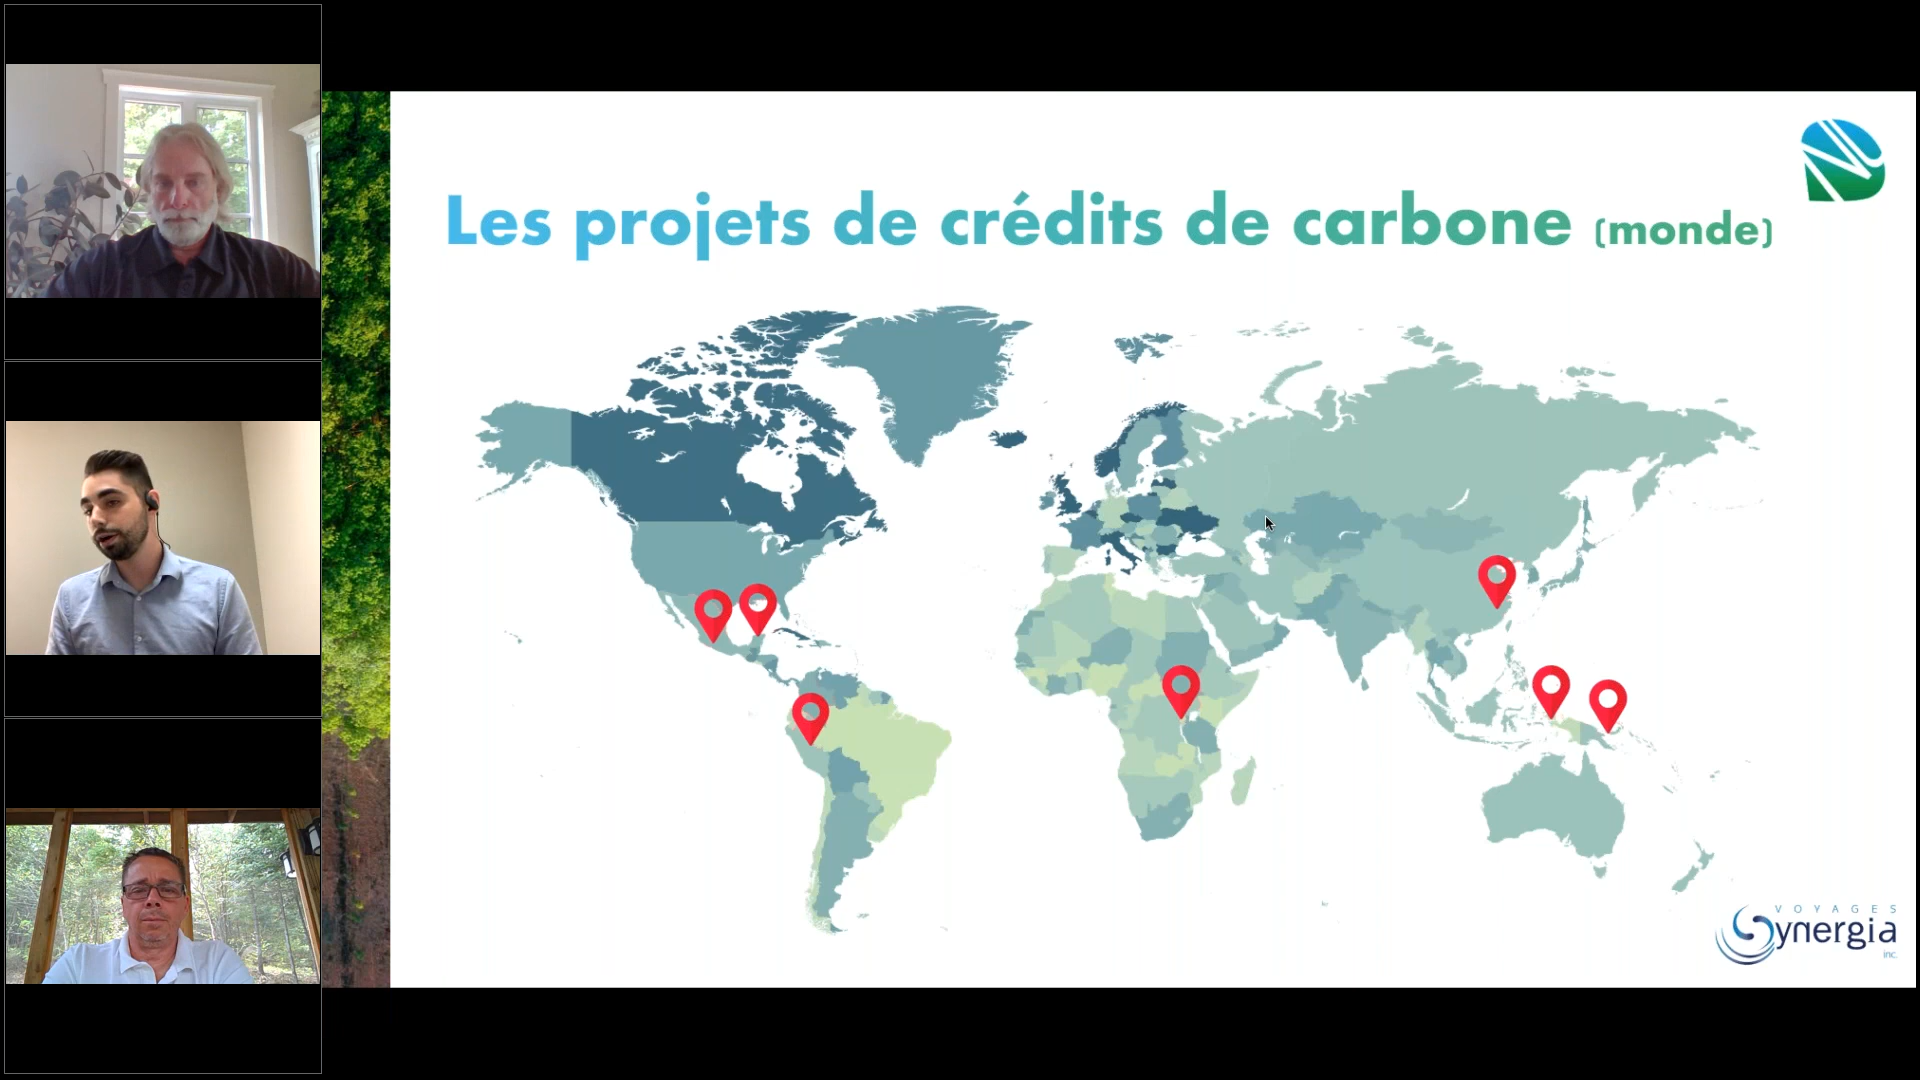 Les projets de crédits de carbone (monde)
VOYAGES
Synergia
inc.